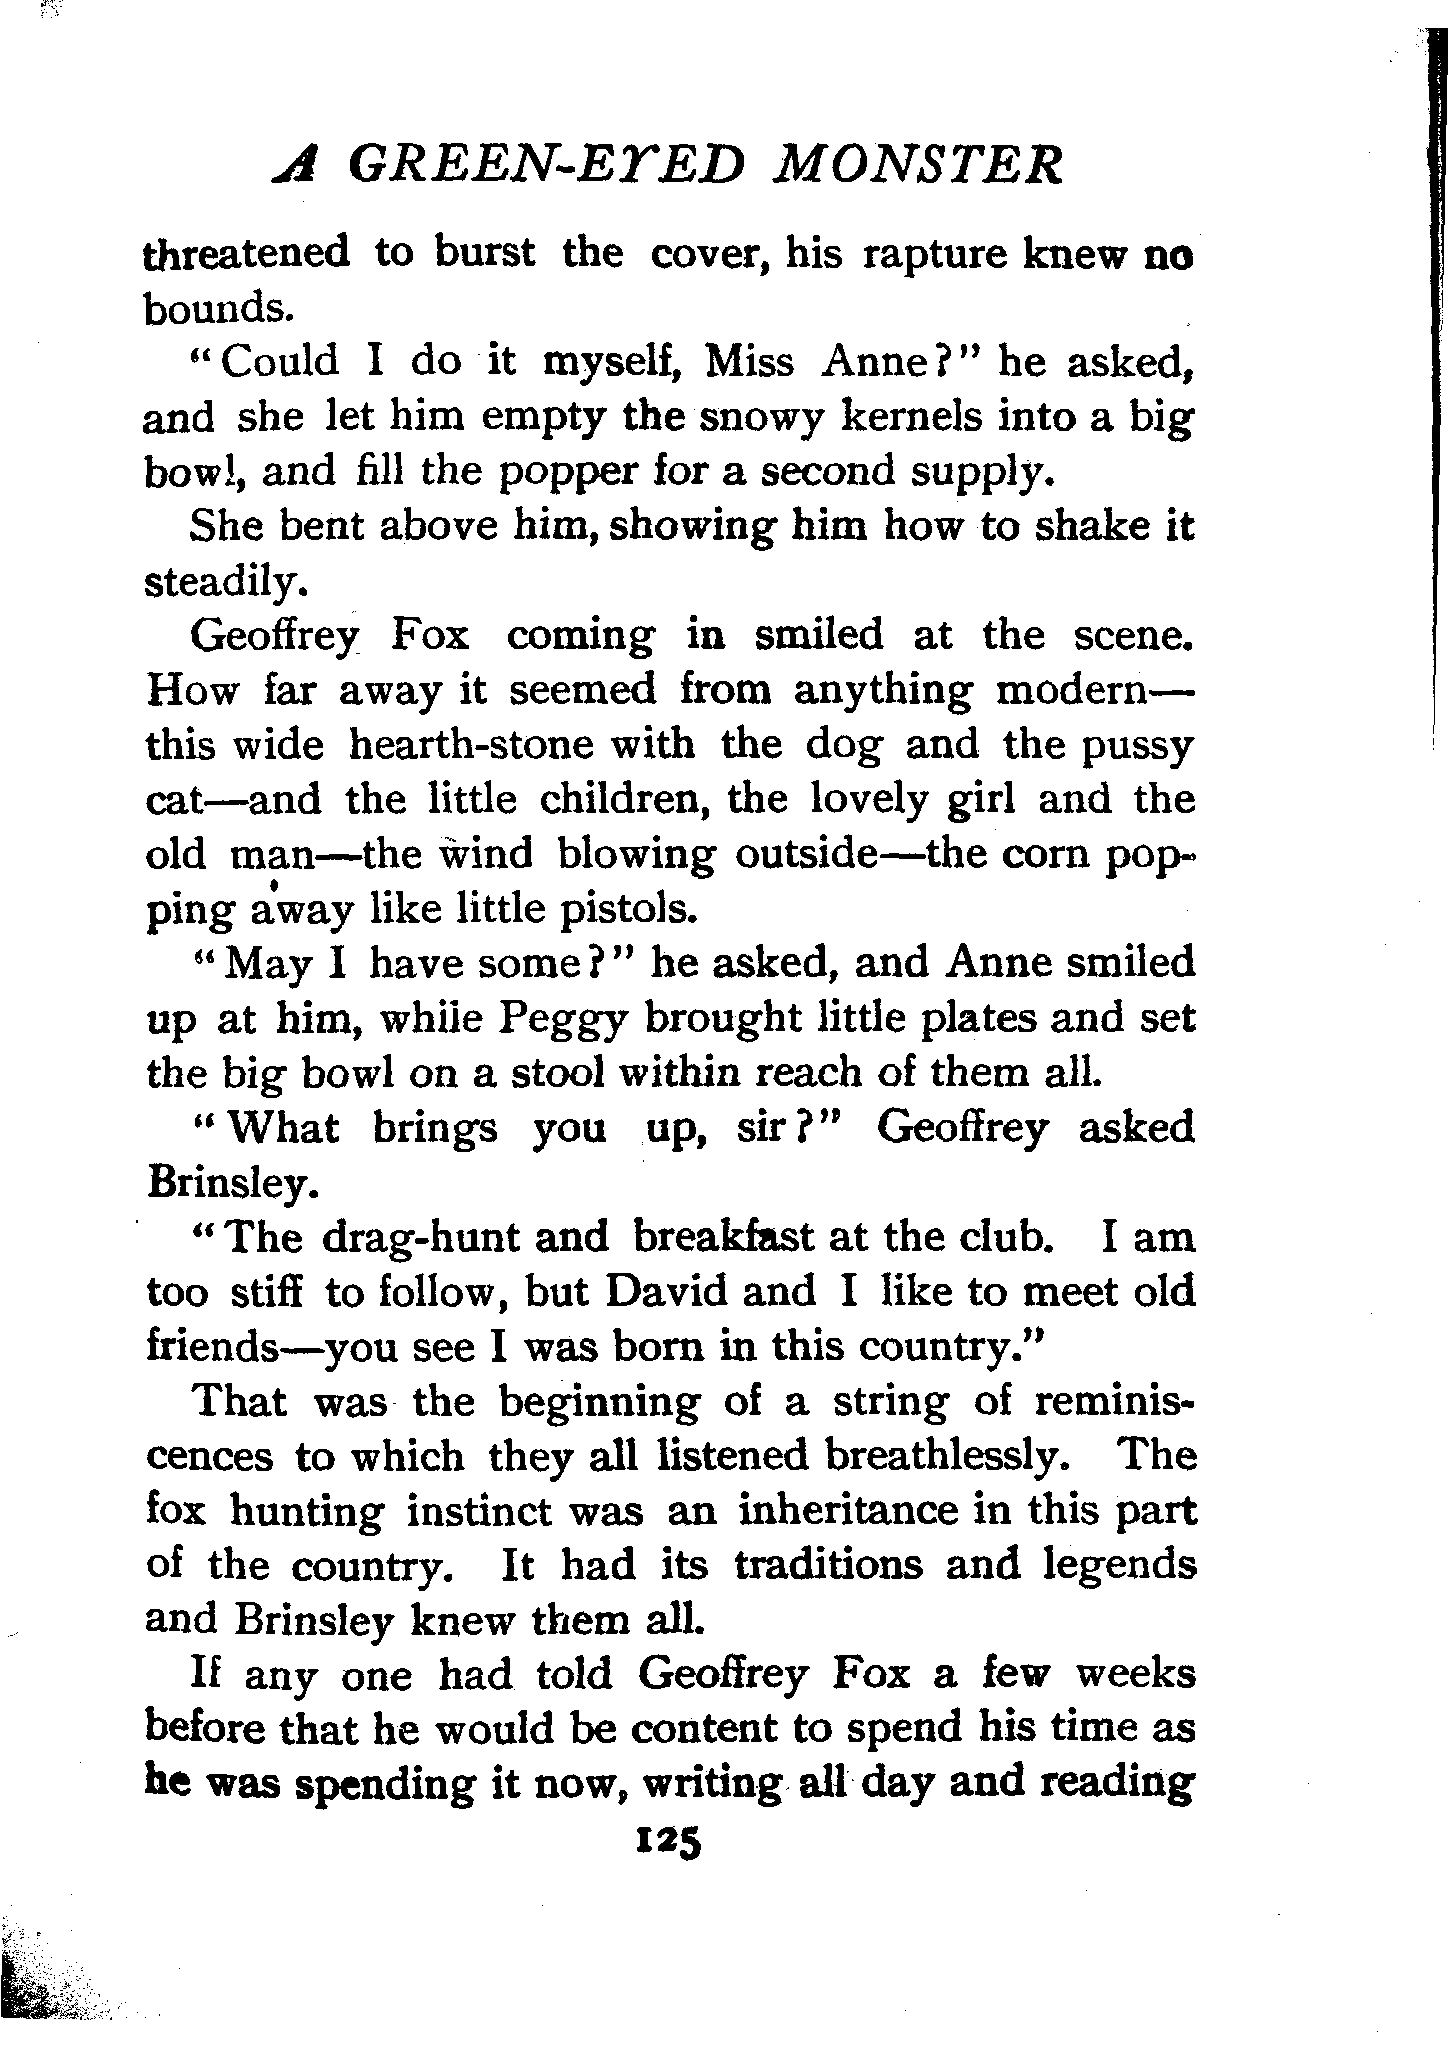 A GREEN-EYED MONSTER
threatened to burst the cover, his rapture knew no
bounds.
"Could I do it myself, Miss Anne?" he asked,
and she let him empty the snowy kernels into a big
bowl, and fill the popper for a second supply.
She bent above him, showing him how to shake it
steadily.
Geoffrey Fox coming in smiled at the scene.
How far away it seemed from anything modern—
this wide hearth-stone with the dog and the pussy
cat—and the little children, the lovely girl and the
old man—the wind blowing outside—the corn pop-
ping away like little pistols.
"May I have some?" he asked, and Anne smiled
up at him, while Peggy brought little plates and set
the big bowl on a stool within reach of them all.
"What brings you up, sir?" Geoffrey asked
Brinsley.
"The drag-hunt and breakfast at the club. I am
too stiff to follow, but David and I like to meet old
friends—you see I was born in this country."
That was the beginning of a string of reminis-
cences to which they all listened breathlessly. The
fox hunting instinct was an inheritance in this part
of the country. It had its traditions and legends
and Brinsley knew them all.
If any one had told Geoffrey Fox a few weeks
before that he would be content to spend his time as
he was spending it now, writing all day and reading
125